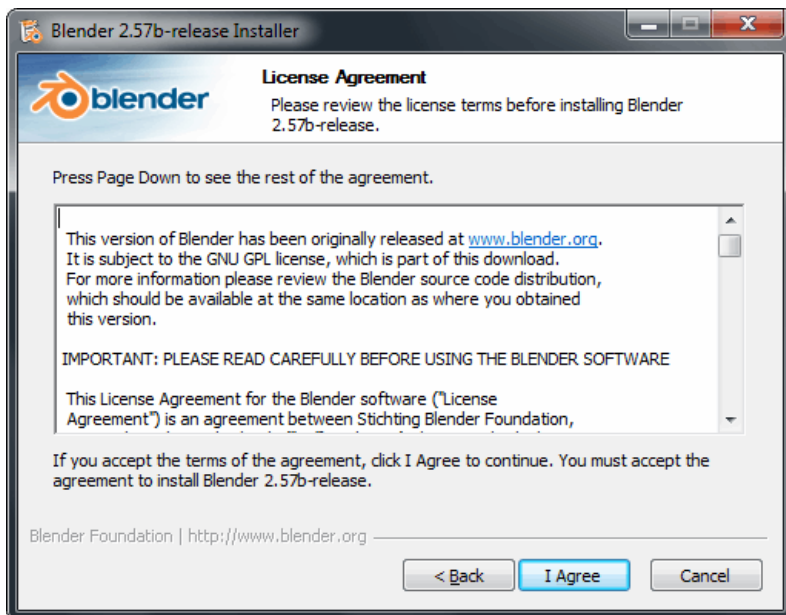 Blender 2.57b-release Installer
blender
License Agreement
Please review the license terms before installing Blender
2.57b-release.
Press Page Down to see the rest of the agreement.
This version of Blender has been originally released at www.blender.org.
It is subject to the GNU GPL license, which is part of this download.
For more information please review the Blender source code distribution,
which should be available at the same location as where you obtained
this version.
IMPORTANT: PLEASE READ CAREFULLY BEFORE USING THE BLENDER SOFTWARE
This License Agreement for the Blender software ("License
Agreement") is an agreement between Stichting Blender Foundation,
If you accept the terms of the agreement, click I Agree to continue. You must accept the
agreement to install Blender 2.57b-release.
Blender Foundation | http://www.blender.org
< Back
I Agree
Cancel